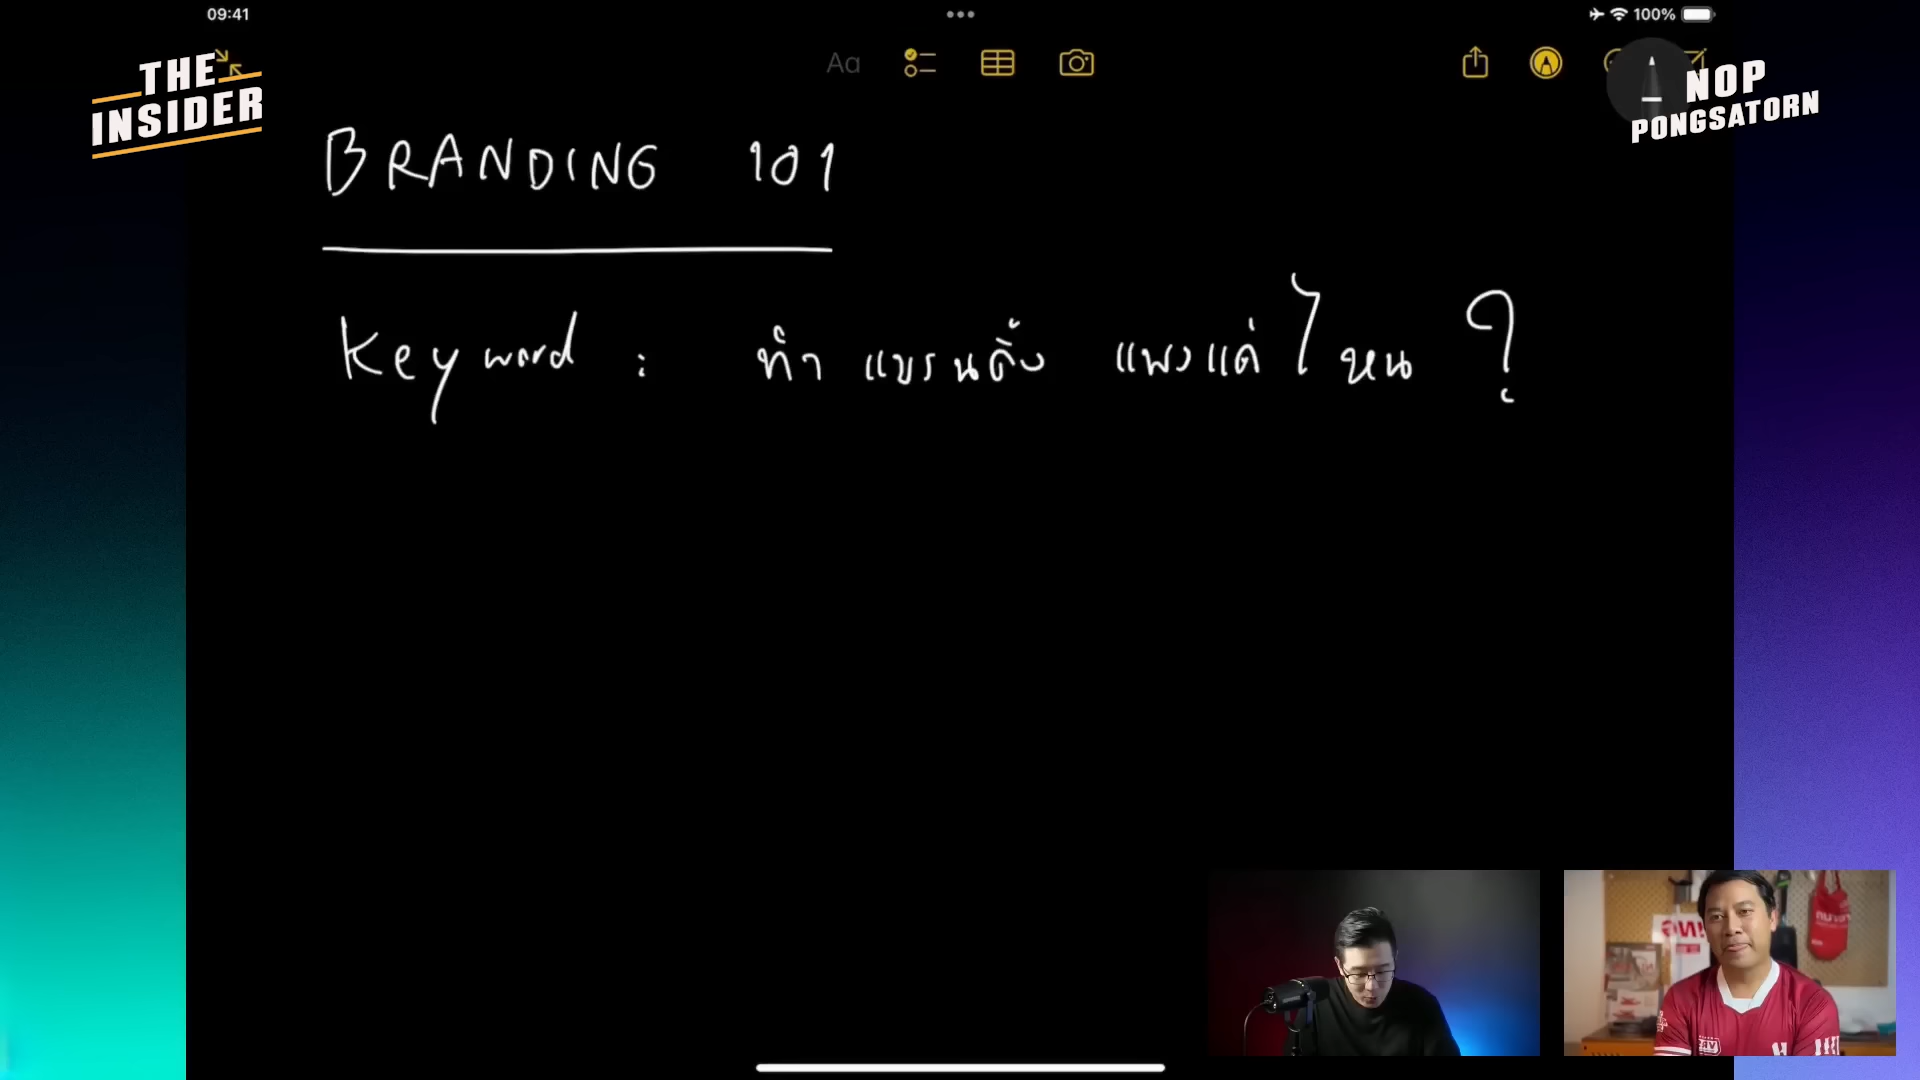 09:41
100%
THE
INSIDER
Aa
NOP
PONGSATORN
BRANDING 101
Keyword : ทำ แบรนดิ้ง แพงแค่ ไหน ?